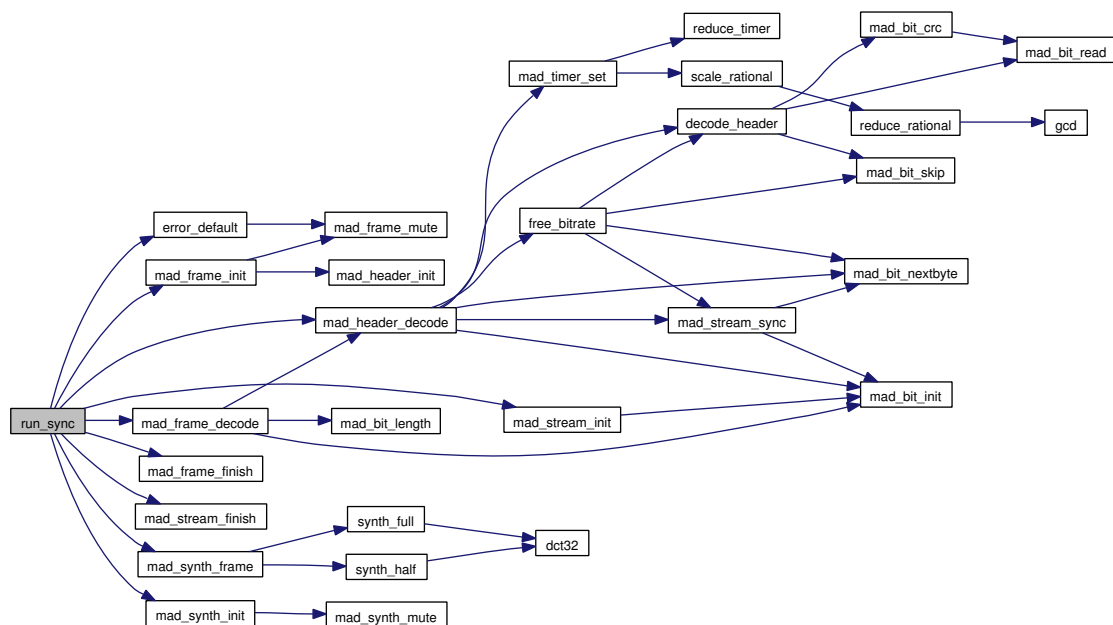 reduce_timer
mad_bit_crc
mad_bit_read
mad_timer_set
scale_rational
decode_header
reduce_rational
gcd
mad_bit_skip
error_default
mad_frame_mute
free_bitrate
mad_frame_init
mad_header_init
mad_bit_nextbyte
mad_header_decode
mad_stream_sync
mad_bit_init
run_sync
mad_frame_decode
mad_bit_length
mad_stream_init
mad_frame_finish
mad_stream_finish
synth_full
dct32
mad_synth_frame
synth_half
mad_synth_init
mad_synth_mute